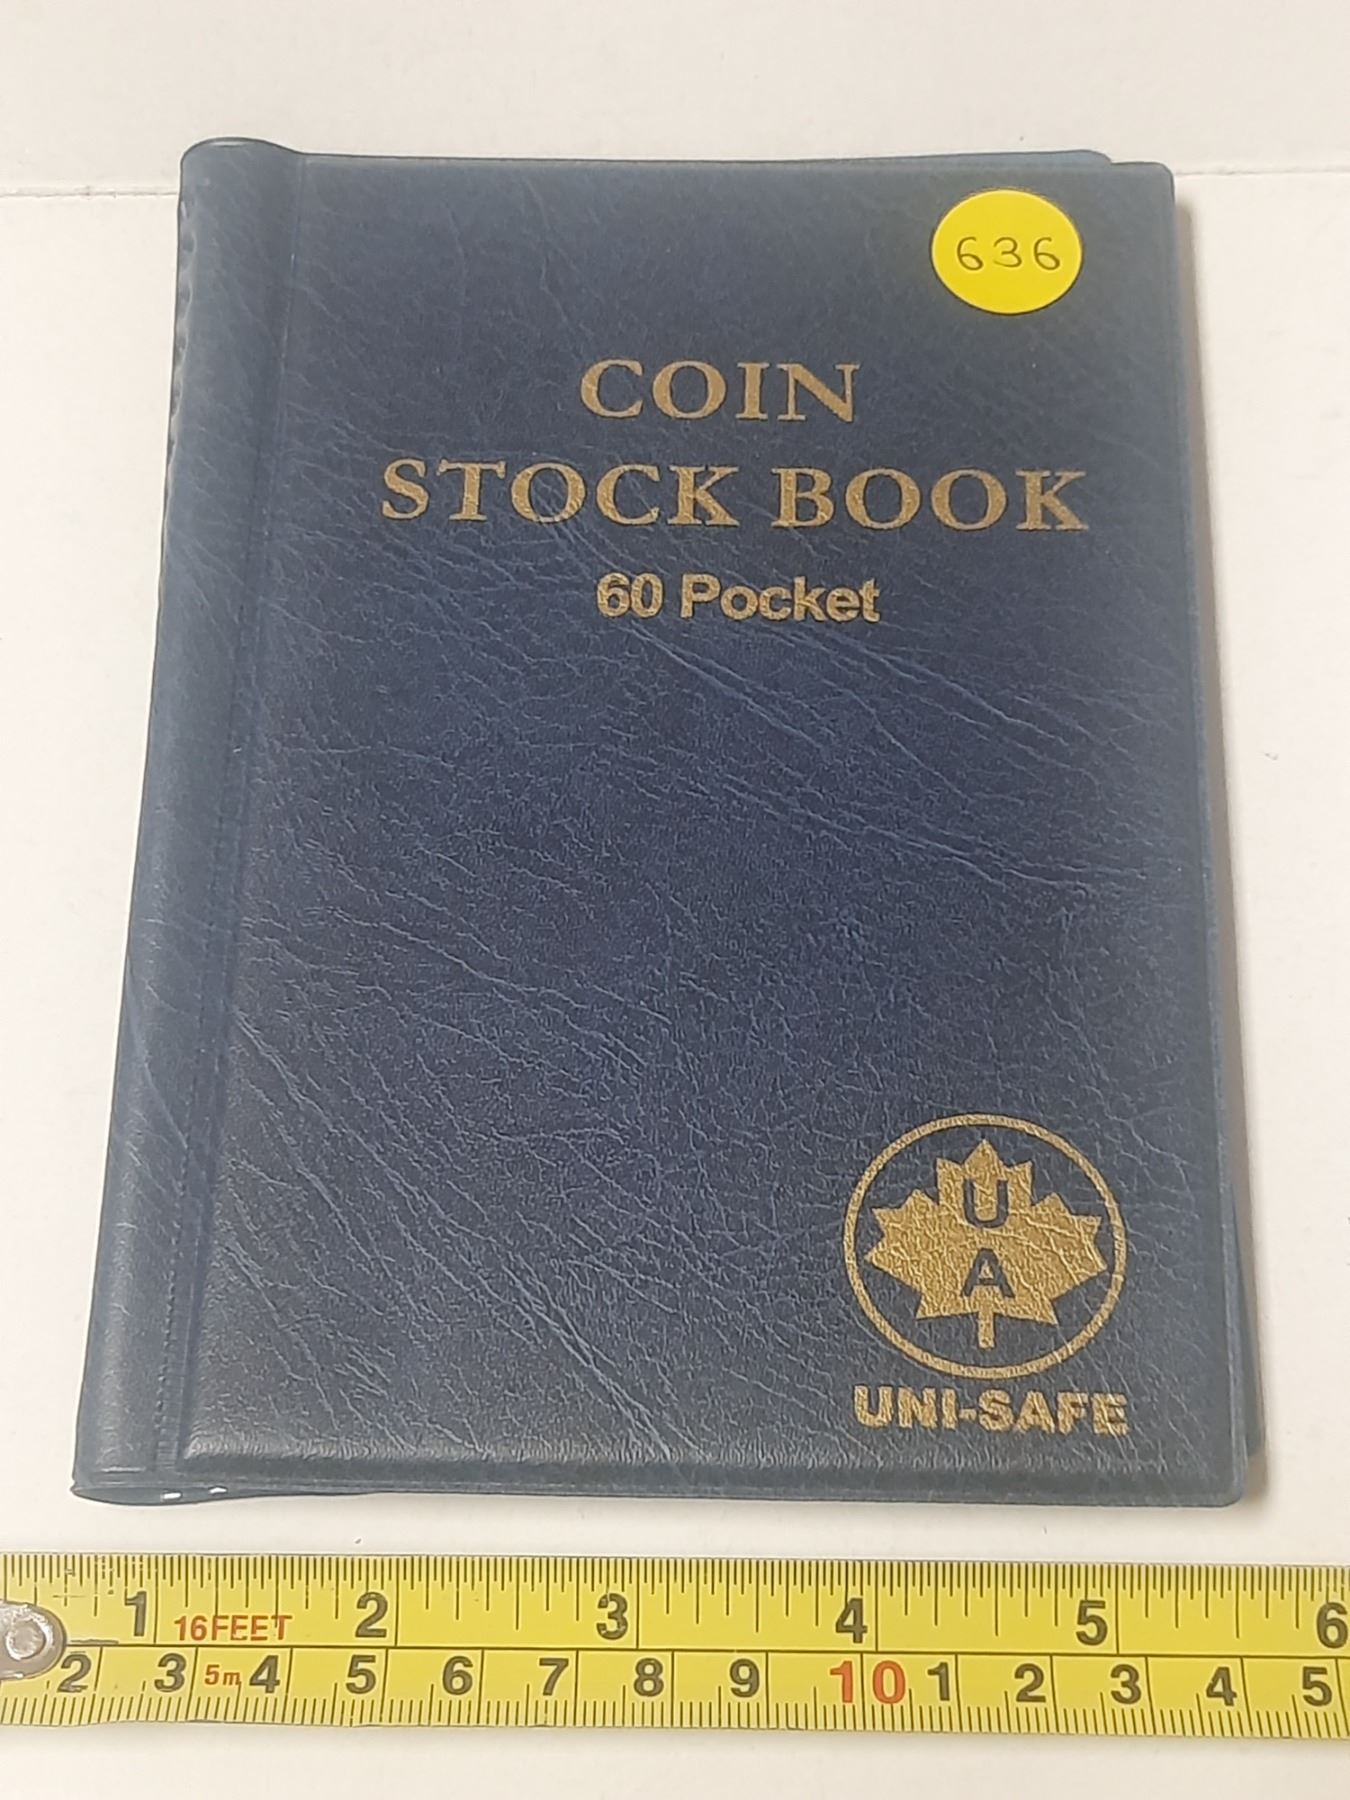 636
COIN
STOCK BOOK
60 Pocket
U
A
T
UNI-SAFE
1 16FEET 2 3 4 5 6
2 3 5m 4 5 6 7 8 9 10 1 2 3 4 5